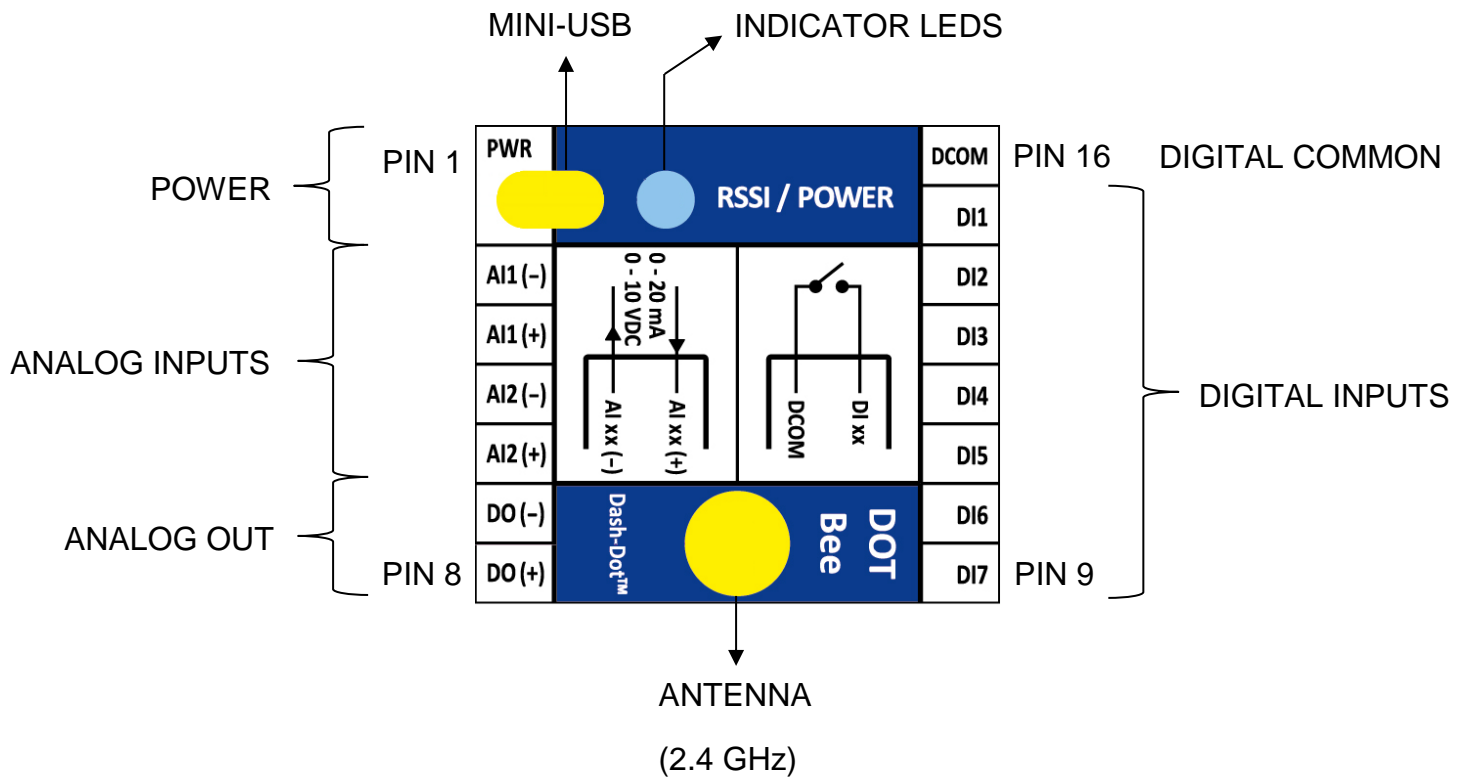 MINI-USB
INDICATOR LEDS
POWER
PIN 1
PWR
RSSI / POWER
DCOM
PIN 16
DIGITAL COMMON
DI1
ANALOG INPUTS
AI1 (–)
AI1 (+)
AI2 (–)
AI2 (+)
0 - 20 mA
0 - 10 VDC
AI xx (–)
AI xx (+)
DCOM
DI xx
DI2
DI3
DI4
DI5
DIGITAL INPUTS
ANALOG OUT
PIN 8
DO (–)
DO (+)
Dash-Dot™
DOT
Bee
DI6
DI7
PIN 9
ANTENNA
(2.4 GHz)